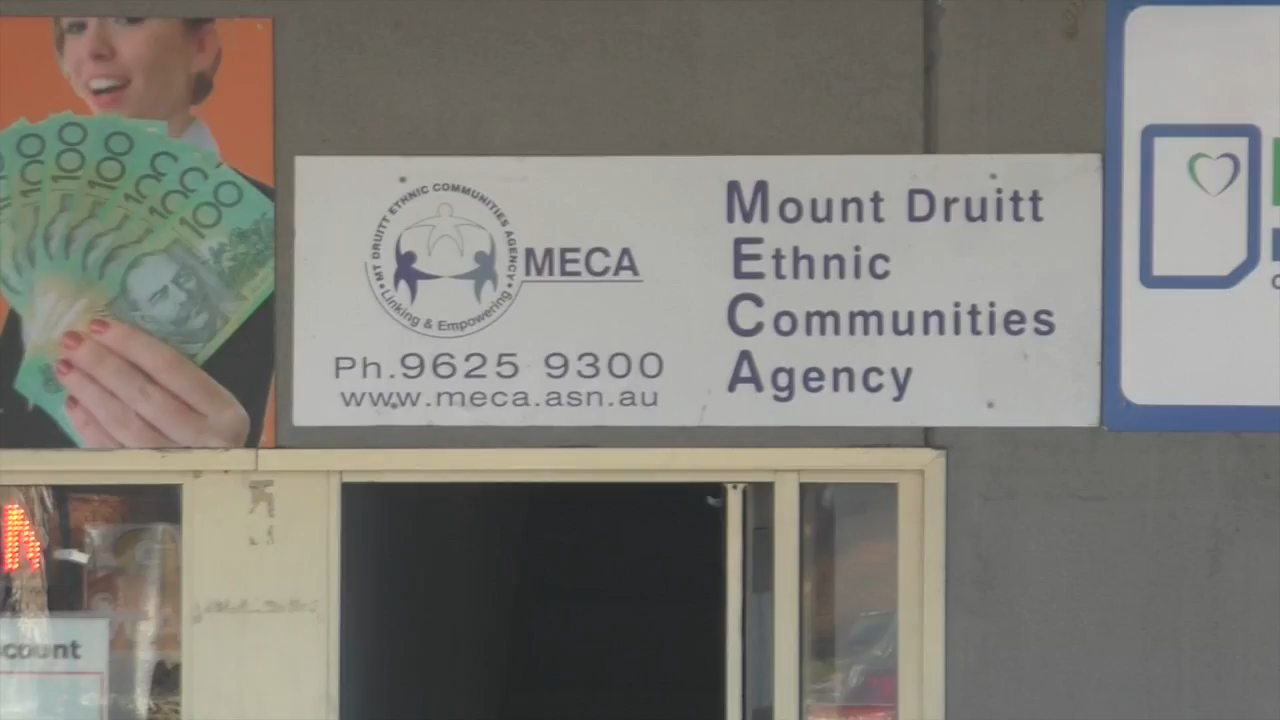 100 100 100 100 100 100
MT DRUITT ETHNIC COMMUNITIES AGENCY
Linking & Empowering
MECA
Ph.9625 9300
www.meca.asn.au
Mount Druitt
Ethnic
Communities
Agency
count